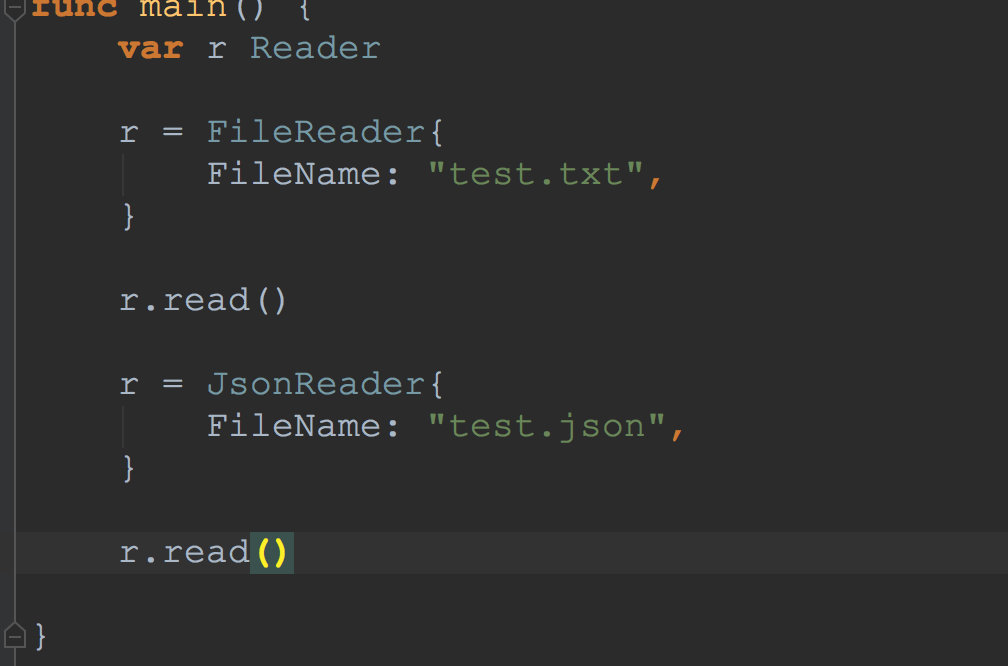 func main() {
var r Reader
r = FileReader{
FileName: "test.txt",
}
r.read()
r = JsonReader{
FileName: "test.json",
}
r.read()
}